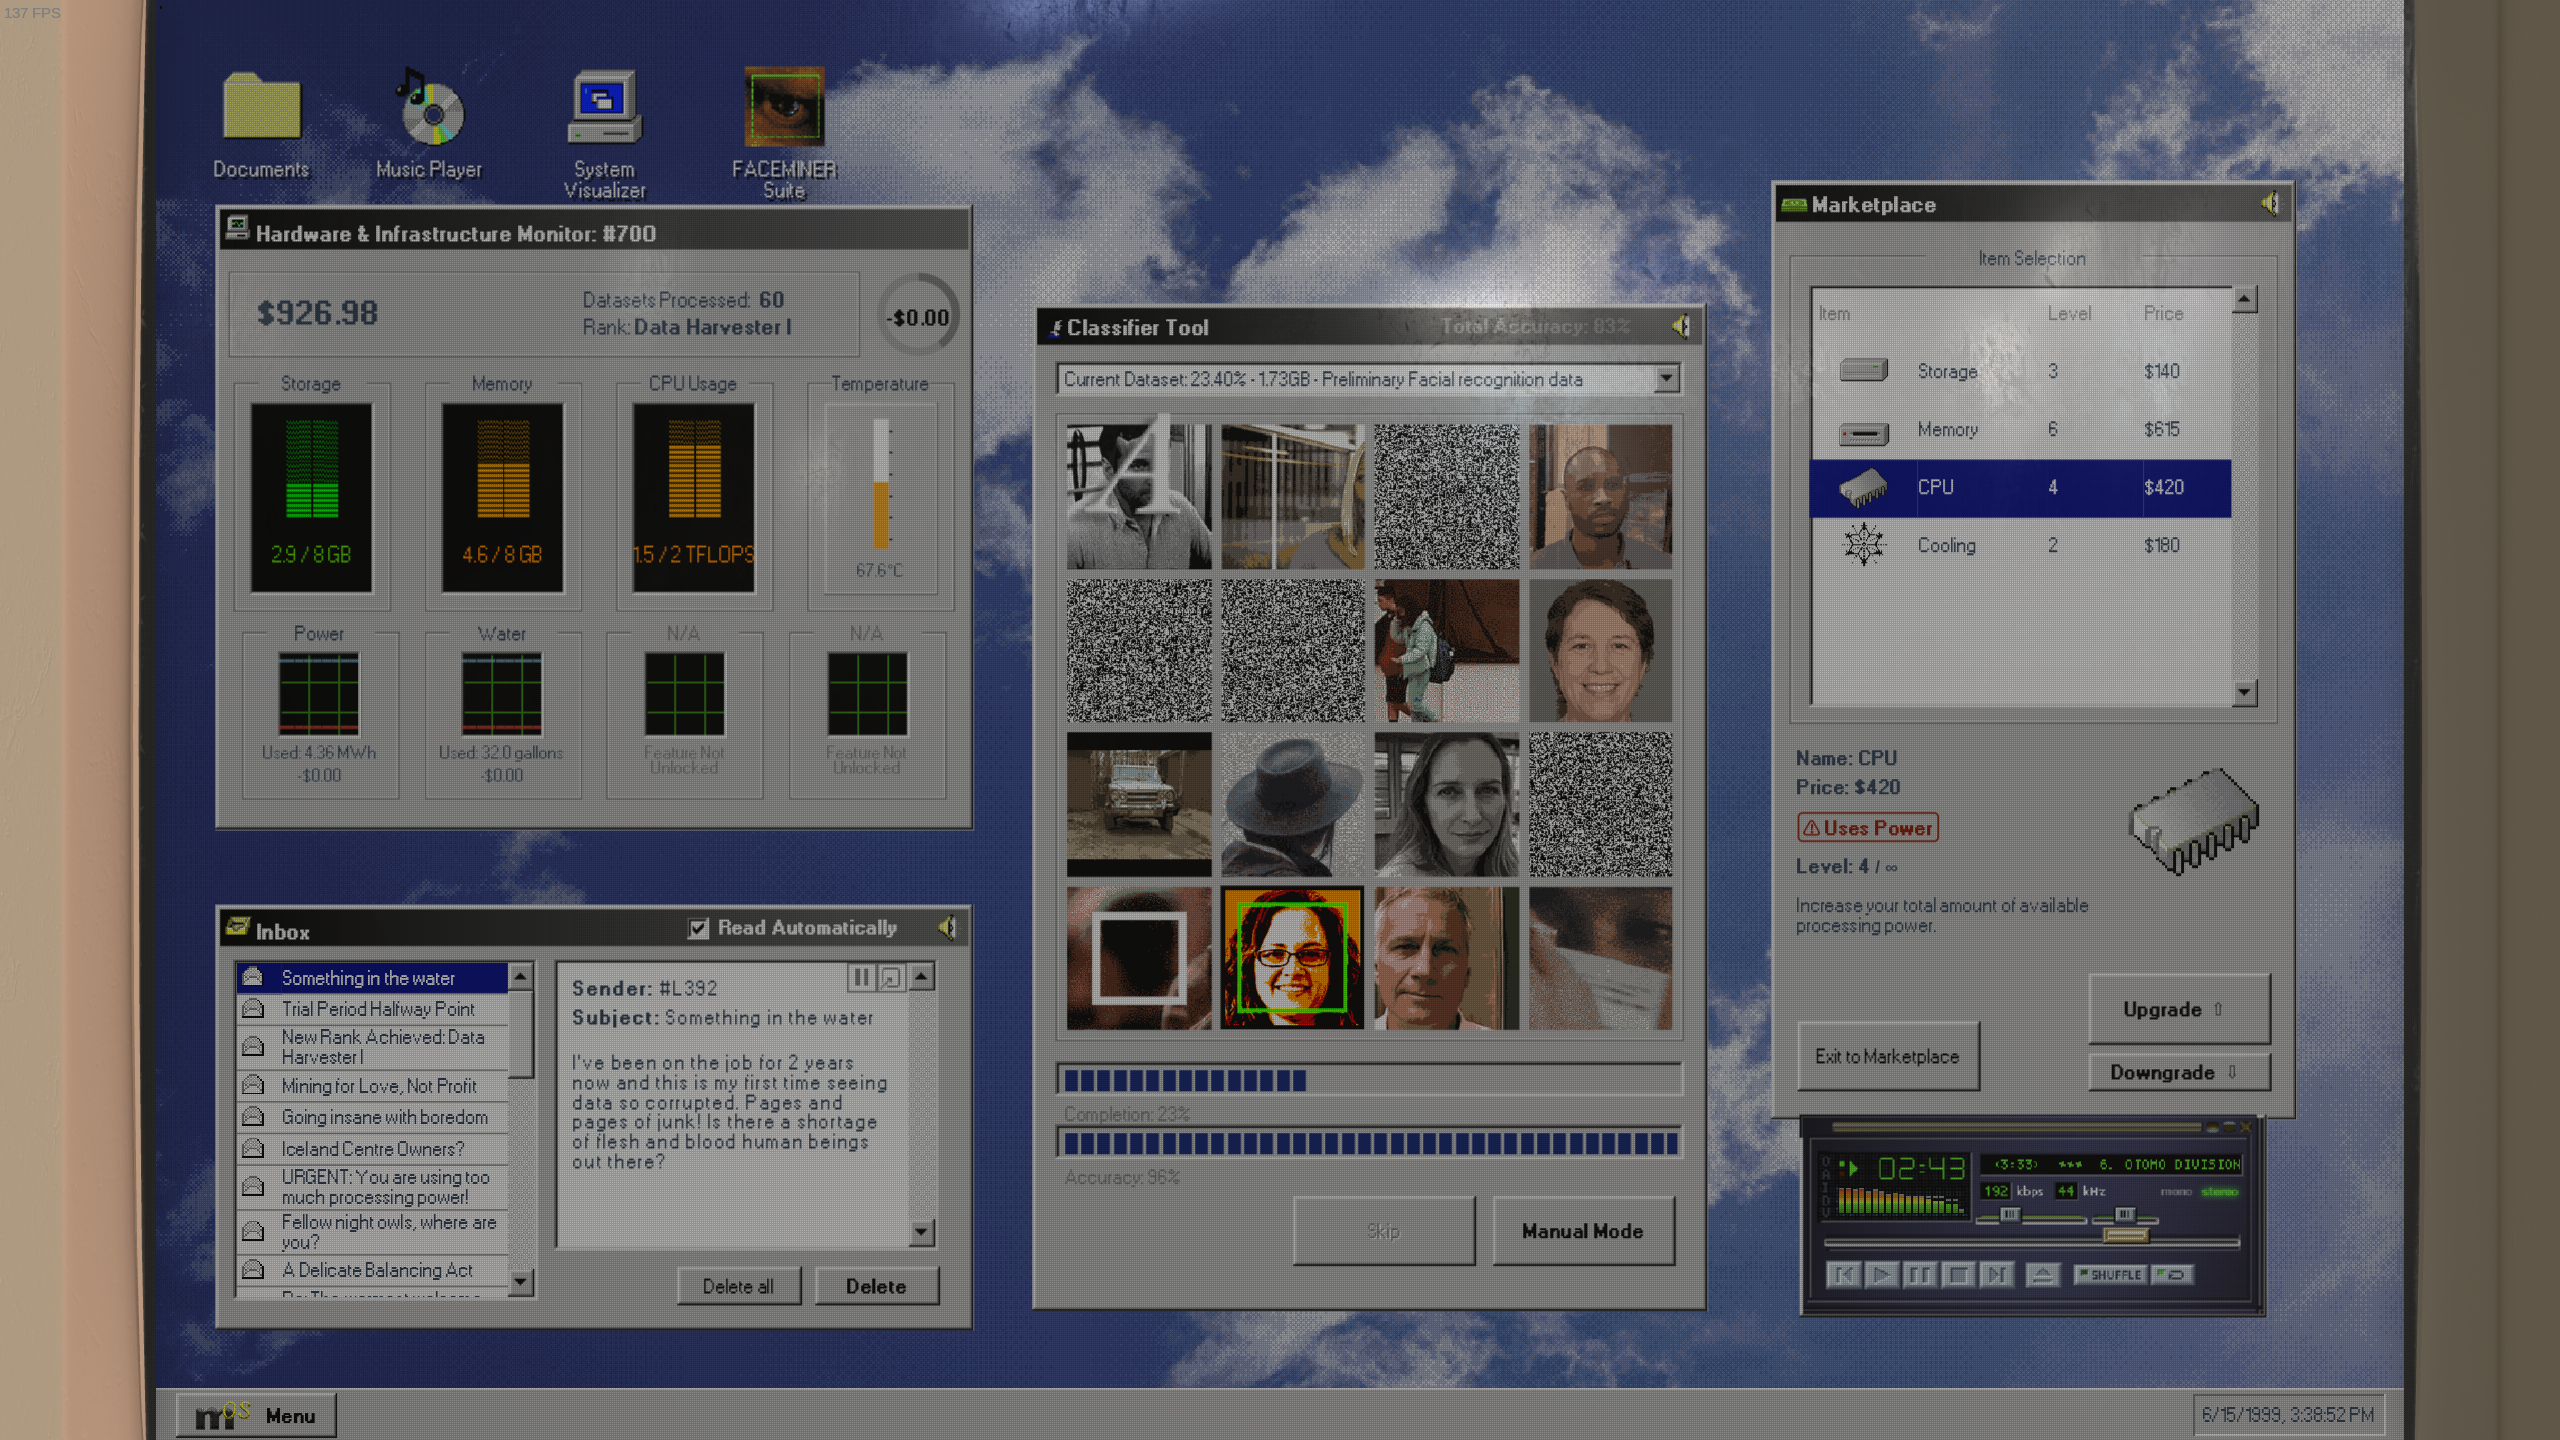 137 FPS
Documents
Music Player
System
Visualizer
FACEMINER
Suite
Hardware & Infrastructure Monitor: #700
$926.98
Datasets Processed: 60
Rank: Data Harvester I
-$0.00
Storage
Memory
CPU Usage
Temperature
2.9 / 8 GB
4.6 / 8 GB
1.5 / 2 TFLOPS
67.6°C
Power
Water
N/A
N/A
Used: 4.36 MWh
-$0.00
Used: 32.0 gallons
-$0.00
Feature Not
Unlocked
Feature Not
Unlocked
Inbox
Read Automatically
Something in the water
Trial Period Halfway Point
New Rank Achieved: Data
Harvester I
Mining for Love, Not Profit
Going insane with boredom
Iceland Centre Owners?
URGENT: You are using too
much processing power!
Fellow night owls, where are
you?
A Delicate Balancing Act
Sender: #L392
Subject: Something in the water
I've been on the job for 2 years
now and this is my first time seeing
data so corrupted. Pages and
pages of junk! Is there a shortage
of flesh and blood human beings
out there?
Delete all
Delete
Classifier Tool
Total Accuracy: 83%
Current Dataset: 23.40% - 1.73GB - Preliminary Facial recognition data
Completion: 23%
Accuracy: 96%
Skip
Manual Mode
Marketplace
Item Selection
Item Level Price
Storage 3 $140
Memory 6 $615
CPU 4 $420
Cooling 2 $180
Name: CPU
Price: $420
Uses Power
Level: 4 / ∞
Increase your total amount of available
processing power.
Upgrade ⇧
Exit to Marketplace
Downgrade ⇩
02:43
(3:33) *** 6. OTOMO DIVISION
192 kbps 44 kHz mono stereo
SHUFFLE
mOS Menu
6/15/1999, 3:38:52 PM